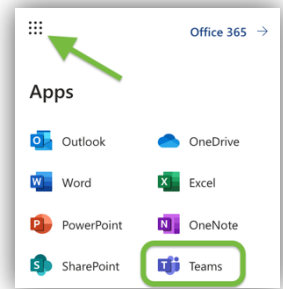 Office 365 →
Apps
Outlook OneDrive
Word Excel
PowerPoint OneNote
SharePoint Teams